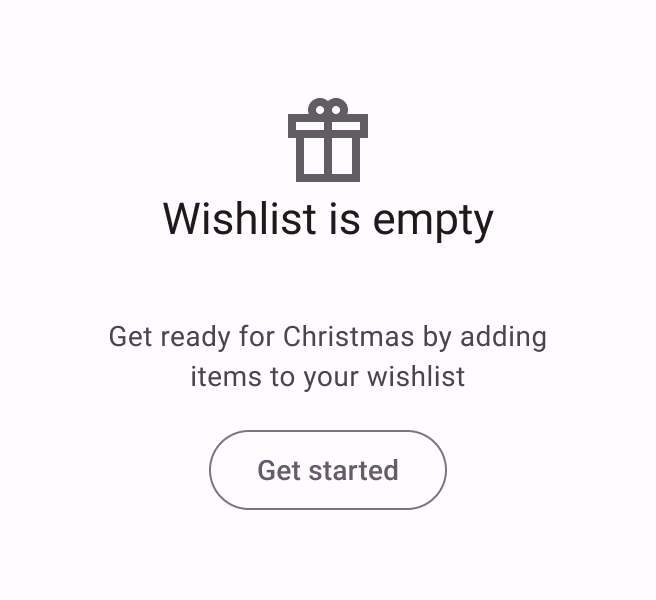 Wishlist is empty
Get ready for Christmas by adding
items to your wishlist
Get started